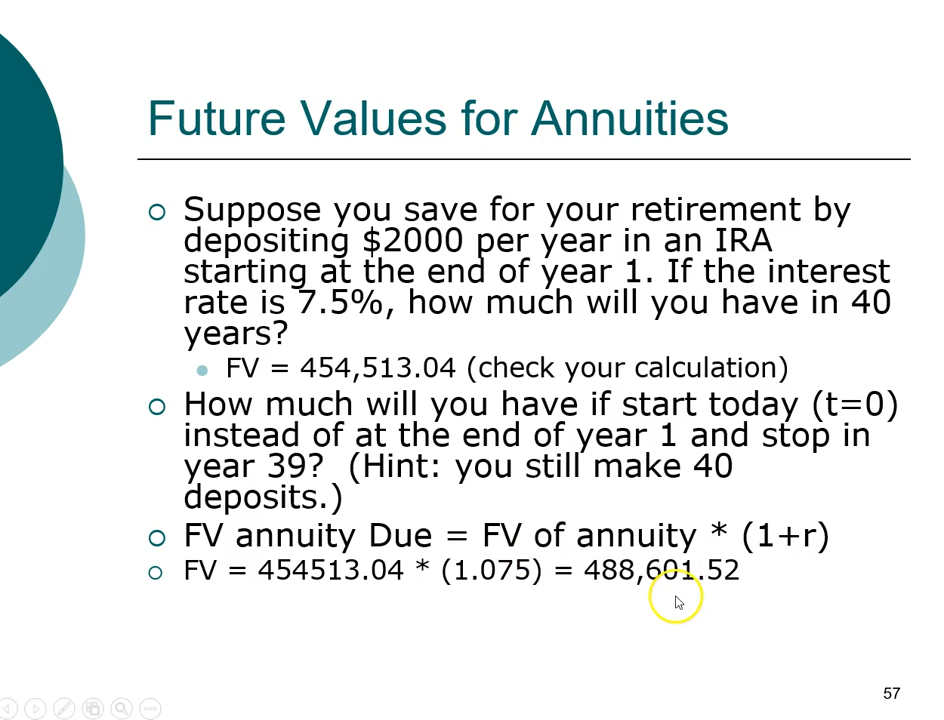 Future Values for Annuities
Suppose you save for your retirement by
depositing $2000 per year in an IRA
starting at the end of year 1. If the interest
rate is 7.5%, how much will you have in 40
years?
FV = 454,513.04 (check your calculation)
How much will you have if start today (t=0)
instead of at the end of year 1 and stop in
year 39? (Hint: you still make 40
deposits.)
FV annuity Due = FV of annuity * (1+r)
FV = 454513.04 * (1.075) = 488,601.52
57